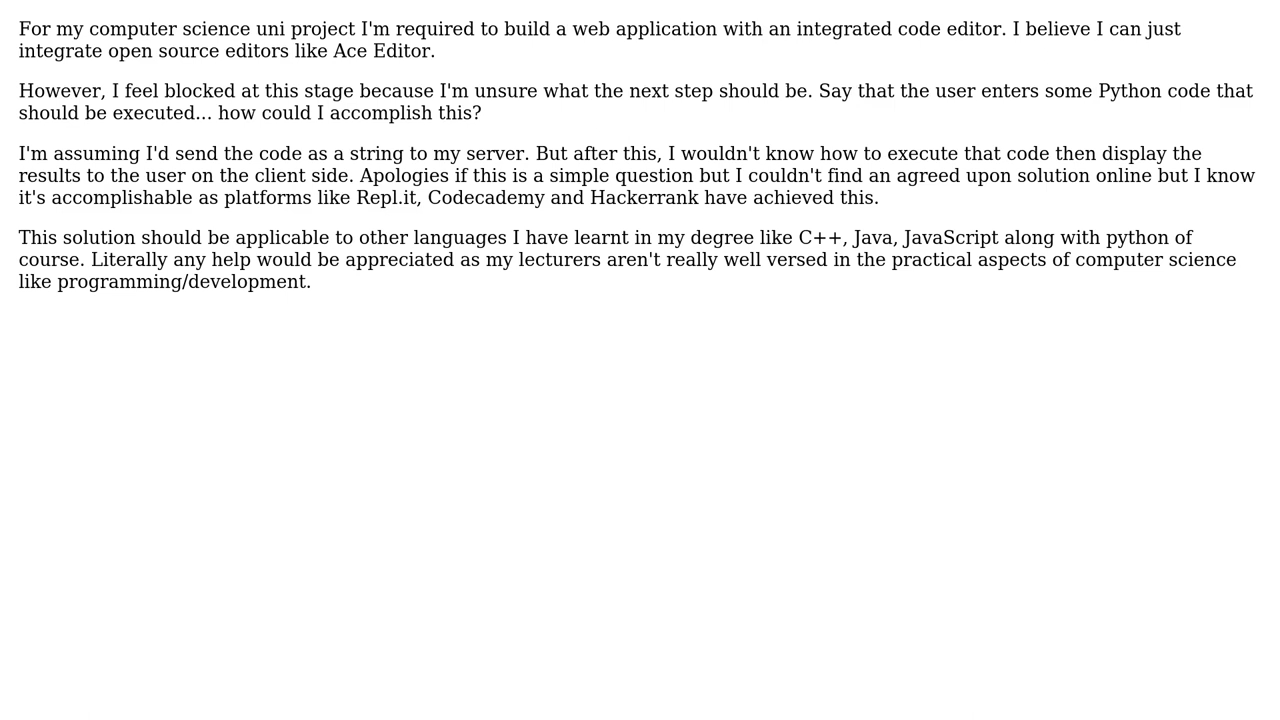 For my computer science uni project I'm required to build a web application with an integrated code editor. I believe I can just
integrate open source editors like Ace Editor.
However, I feel blocked at this stage because I'm unsure what the next step should be. Say that the user enters some Python code that
should be executed... how could I accomplish this?
I'm assuming I'd send the code as a string to my server. But after this, I wouldn't know how to execute that code then display the
results to the user on the client side. Apologies if this is a simple question but I couldn't find an agreed upon solution online but I know
it's accomplishable as platforms like Repl.it, Codecademy and Hackerrank have achieved this.
This solution should be applicable to other languages I have learnt in my degree like C++, Java, JavaScript along with python of
course. Literally any help would be appreciated as my lecturers aren't really well versed in the practical aspects of computer science
like programming/development.